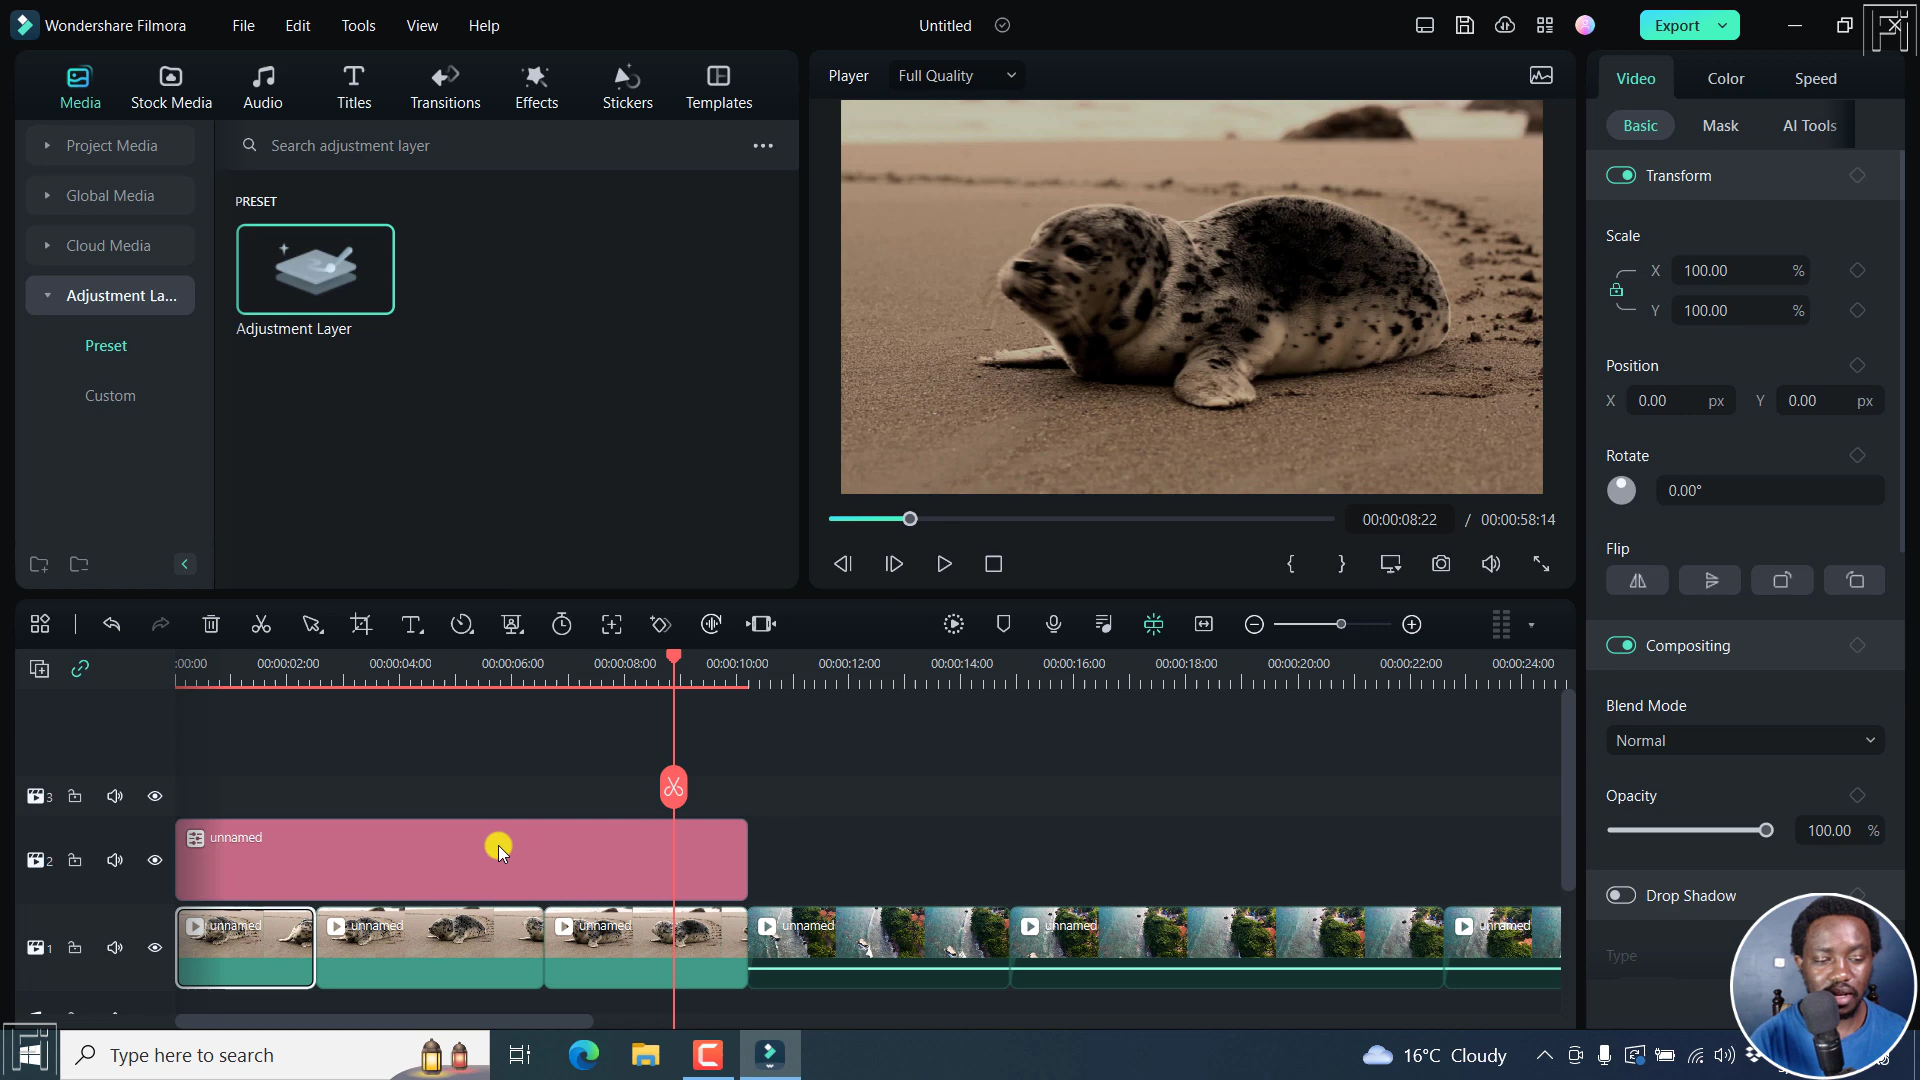 Wondershare Filmora
File
Edit
Tools
View
Help
Untitled
Export
Media
Stock Media
Audio
Titles
Transitions
Effects
Stickers
Templates
Player
Full Quality
Video
Color
Speed
Basic
Mask
AI Tools
Project Media
Global Media
Cloud Media
Adjustment La...
Preset
Custom
Search adjustment layer
PRESET
Adjustment Layer
Transform
Scale
X 100.00 %
Y 100.00 %
Position
X 0.00 px Y 0.00 px
Rotate
0.00°
Flip
00:00:08:22 / 00:00:58:14
Compositing
Blend Mode
Normal
Opacity
100.00 %
Drop Shadow
Type
:00:00 00:00:02:00 00:00:04:00 00:00:06:00 00:00:08:00 00:00:10:00 00:00:12:00 00:00:14:00 00:00:16:00 00:00:18:00 00:00:20:00 00:00:22:00 00:00:24:00
3
2
unnamed
1
unnamed unnamed unnamed unnamed unnamed unnamed
Type here to search
16°C Cloudy